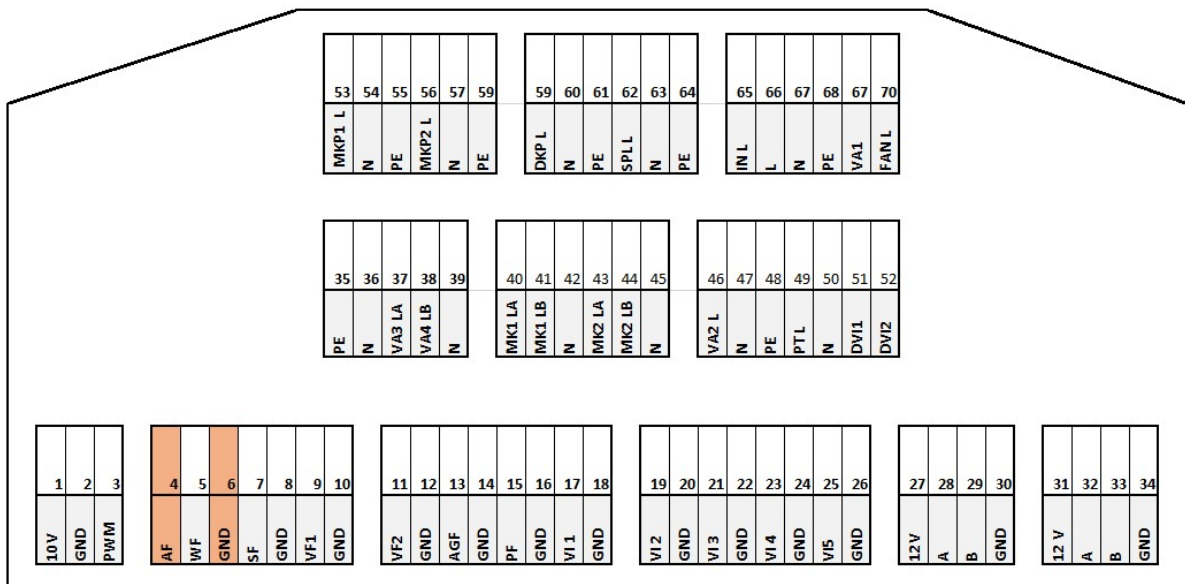 53 54 55 56 57 59 59 60 61 62 63 64 65 66 67 68 67 70
MKP1 L N PE MKP2 L N PE DKP L N PE SPL L N PE IN L L N PE VA1 FAN L
35 36 37 38 39 40 41 42 43 44 45 46 47 48 49 50 51 52
PE N VA3 LA VA4 LB N MK1 LA MK1 LB N MK2 LA MK2 LB N VA2 L N PE PT L N DVI1 DVI2
1 2 3 4 5 6 7 8 9 10 11 12 13 14 15 16 17 18 19 20 21 22 23 24 25 26 27 28 29 30 31 32 33 34
10V GND PWM AF WF GND SF GND VF1 GND VF2 GND AGF GND PF GND VI 1 GND VI 2 GND VI 3 GND VI 4 GND VI5 GND 12V A B GND 12 V A B GND